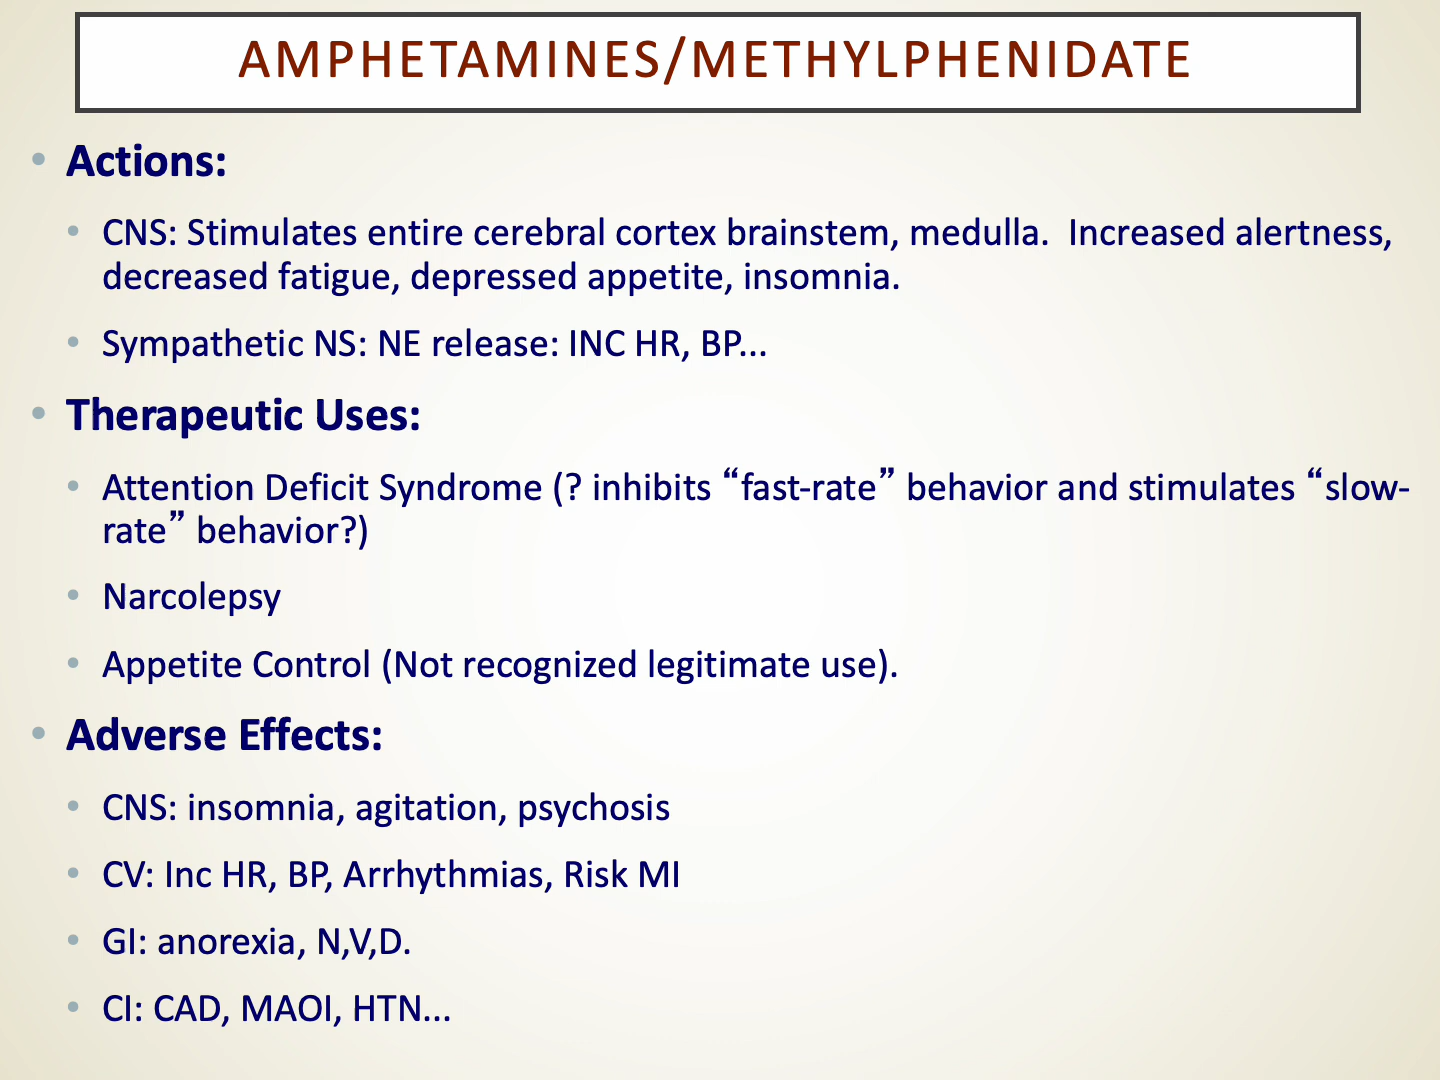 AMPHETAMINES/METHYLPHENIDATE
• Actions:
• CNS: Stimulates entire cerebral cortex brainstem, medulla.  Increased alertness,
decreased fatigue, depressed appetite, insomnia.
• Sympathetic NS: NE release: INC HR, BP...
• Therapeutic Uses:
• Attention Deficit Syndrome (? inhibits “fast-rate” behavior and stimulates “slow-
rate” behavior?)
• Narcolepsy
• Appetite Control (Not recognized legitimate use).
• Adverse Effects:
• CNS: insomnia, agitation, psychosis
• CV: Inc HR, BP, Arrhythmias, Risk MI
• GI: anorexia, N,V,D.
• CI: CAD, MAOI, HTN...